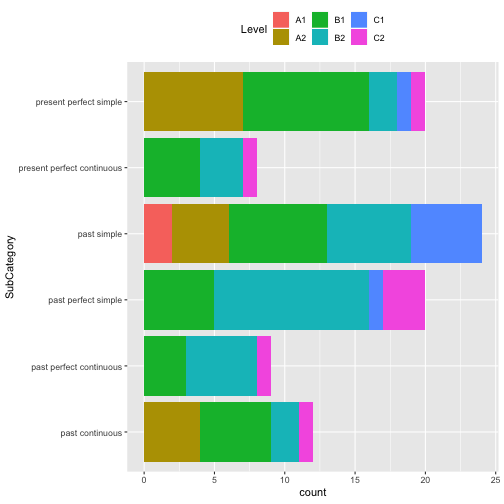 Level
A1 B1 C1
A2 B2 C2
present perfect simple
present perfect continuous
past simple
past perfect simple
past perfect continuous
past continuous
SubCategory
0 5 10 15 20 25
count